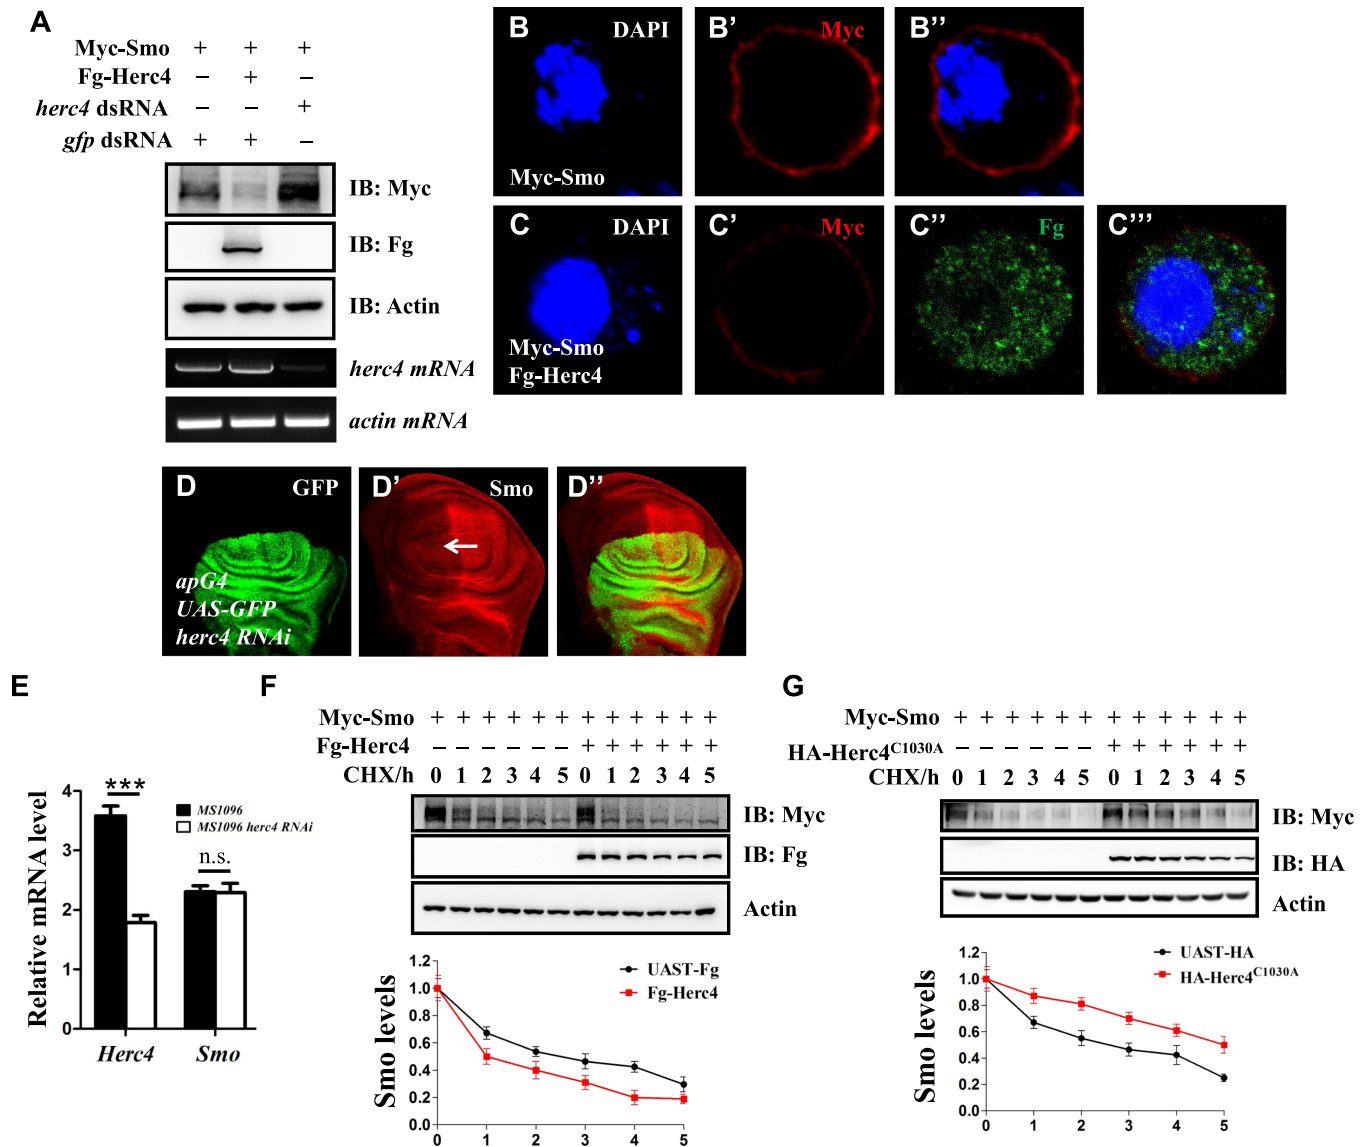 A
Myc-Smo + + +
Fg-Herc4 – + –
herc4 dsRNA – – +
gfp dsRNA + + –
IB: Myc
IB: Fg
IB: Actin
herc4 mRNA
actin mRNA
B DAPI
Myc-Smo
B' Myc
B''
C DAPI
Myc-Smo
Fg-Herc4
C' Myc
C'' Fg
C'''
D GFP
apG4
UAS-GFP
herc4 RNAi
D' Smo
D''
E
Relative mRNA level
4
3
2
1
0
***
n.s.
MS1096
MS1096 herc4 RNAi
Herc4 Smo
F
Myc-Smo + + + + + + + + + + + +
Fg-Herc4 – – – – – – + + + + + +
CHX/h 0 1 2 3 4 5 0 1 2 3 4 5
IB: Myc
IB: Fg
Actin
Smo levels
1.2
1.0
0.8
0.6
0.4
0.2
0.0
UAST-Fg
Fg-Herc4
0 1 2 3 4 5
G
Myc-Smo + + + + + + + + + + + +
HA-Herc4C1030A – – – – – – + + + + + +
CHX/h 0 1 2 3 4 5 0 1 2 3 4 5
IB: Myc
IB: HA
Actin
Smo levels
1.2
1.0
0.8
0.6
0.4
0.2
0.0
UAST-HA
HA-Herc4C1030A
0 1 2 3 4 5